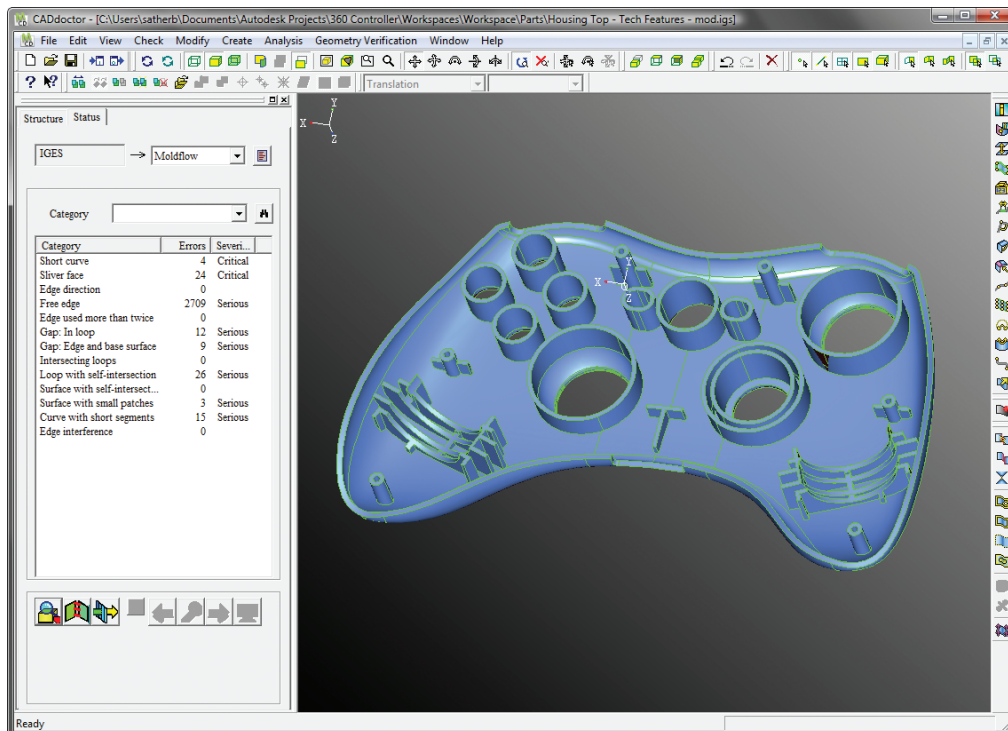 CADdoctor - [C:\Users\satherb\Documents\Autodesk Projects\360 Controller\Workspaces\Workspace\Parts\Housing Top - Tech Features - mod.igs]
File Edit View Check Modify Create Analysis Geometry Verification Window Help
Translation
Structure Status
IGES Moldflow
Category
Category Errors Severi...
Short curve 4 Critical
Sliver face 24 Critical
Edge direction 0
Free edge 2709 Serious
Edge used more than twice 0
Gap: In loop 12 Serious
Gap: Edge and base surface 9 Serious
Intersecting loops 0
Loop with self-intersection 26 Serious
Surface with self-intersect... 0
Surface with small patches 3 Serious
Curve with short segments 15 Serious
Edge interference 0
Y
X
Z
Y
X
Z
Ready